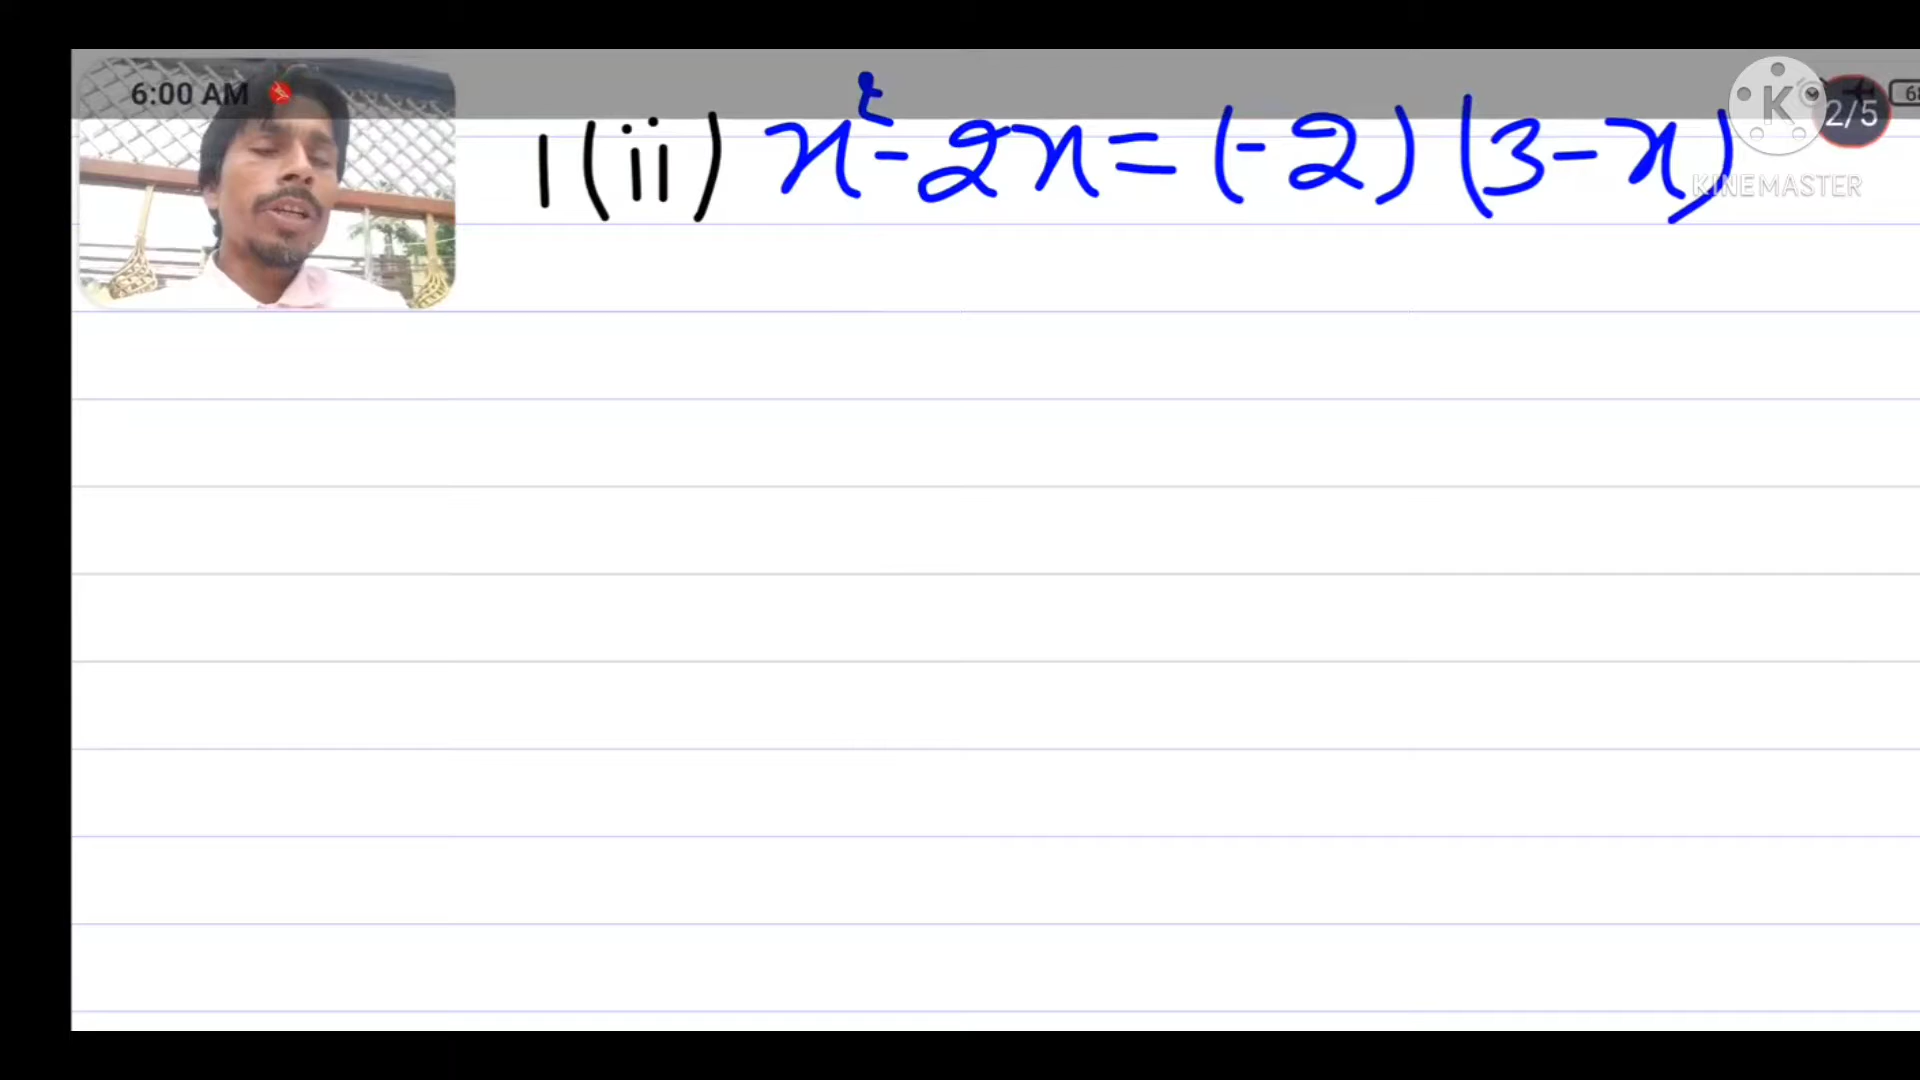 6:00 AM
1(ii) x² - 2x = (-2) (3 - x)
K
2/5
KINEMASTER